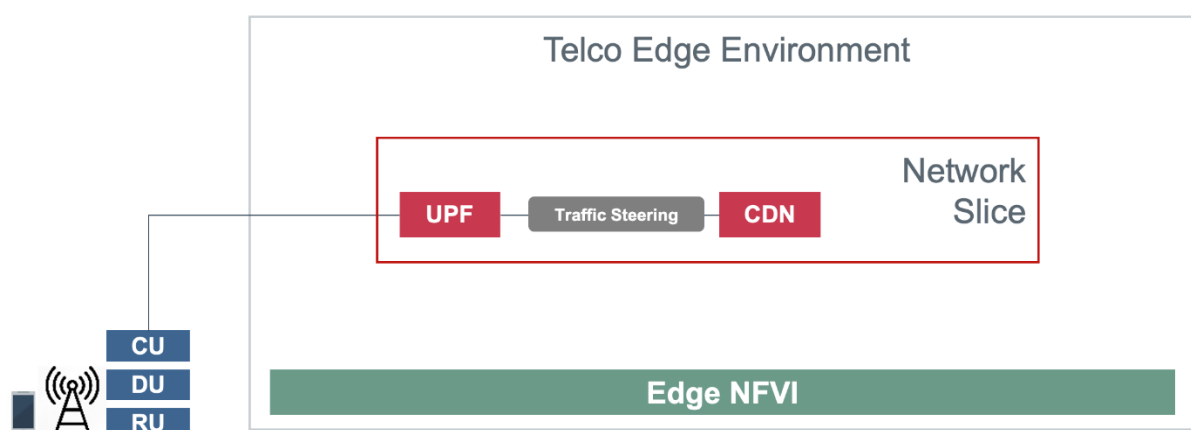 Telco Edge Environment
Network
Slice
UPF
Traffic Steering
CDN
CU
DU
RU
Edge NFVI